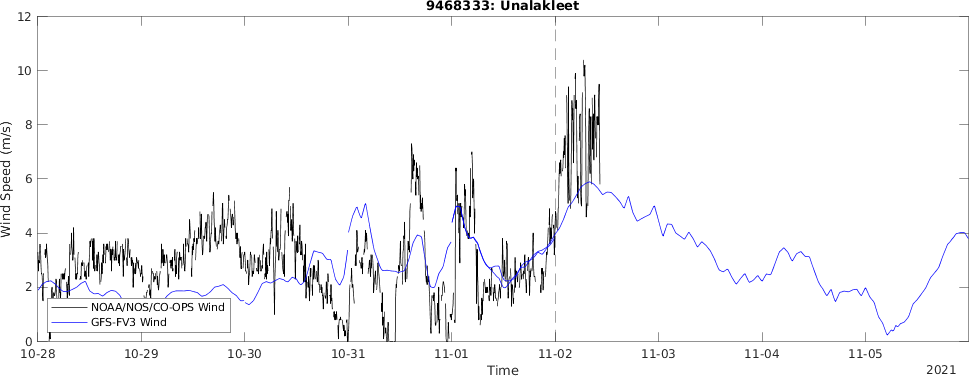 9468333: Unalakleet
12
10
8
6
4
2
0
Wind Speed (m/s)
NOAA/NOS/CO-OPS Wind
GFS-FV3 Wind
10-28 10-29 10-30 10-31 11-01 11-02 11-03 11-04 11-05
Time
2021